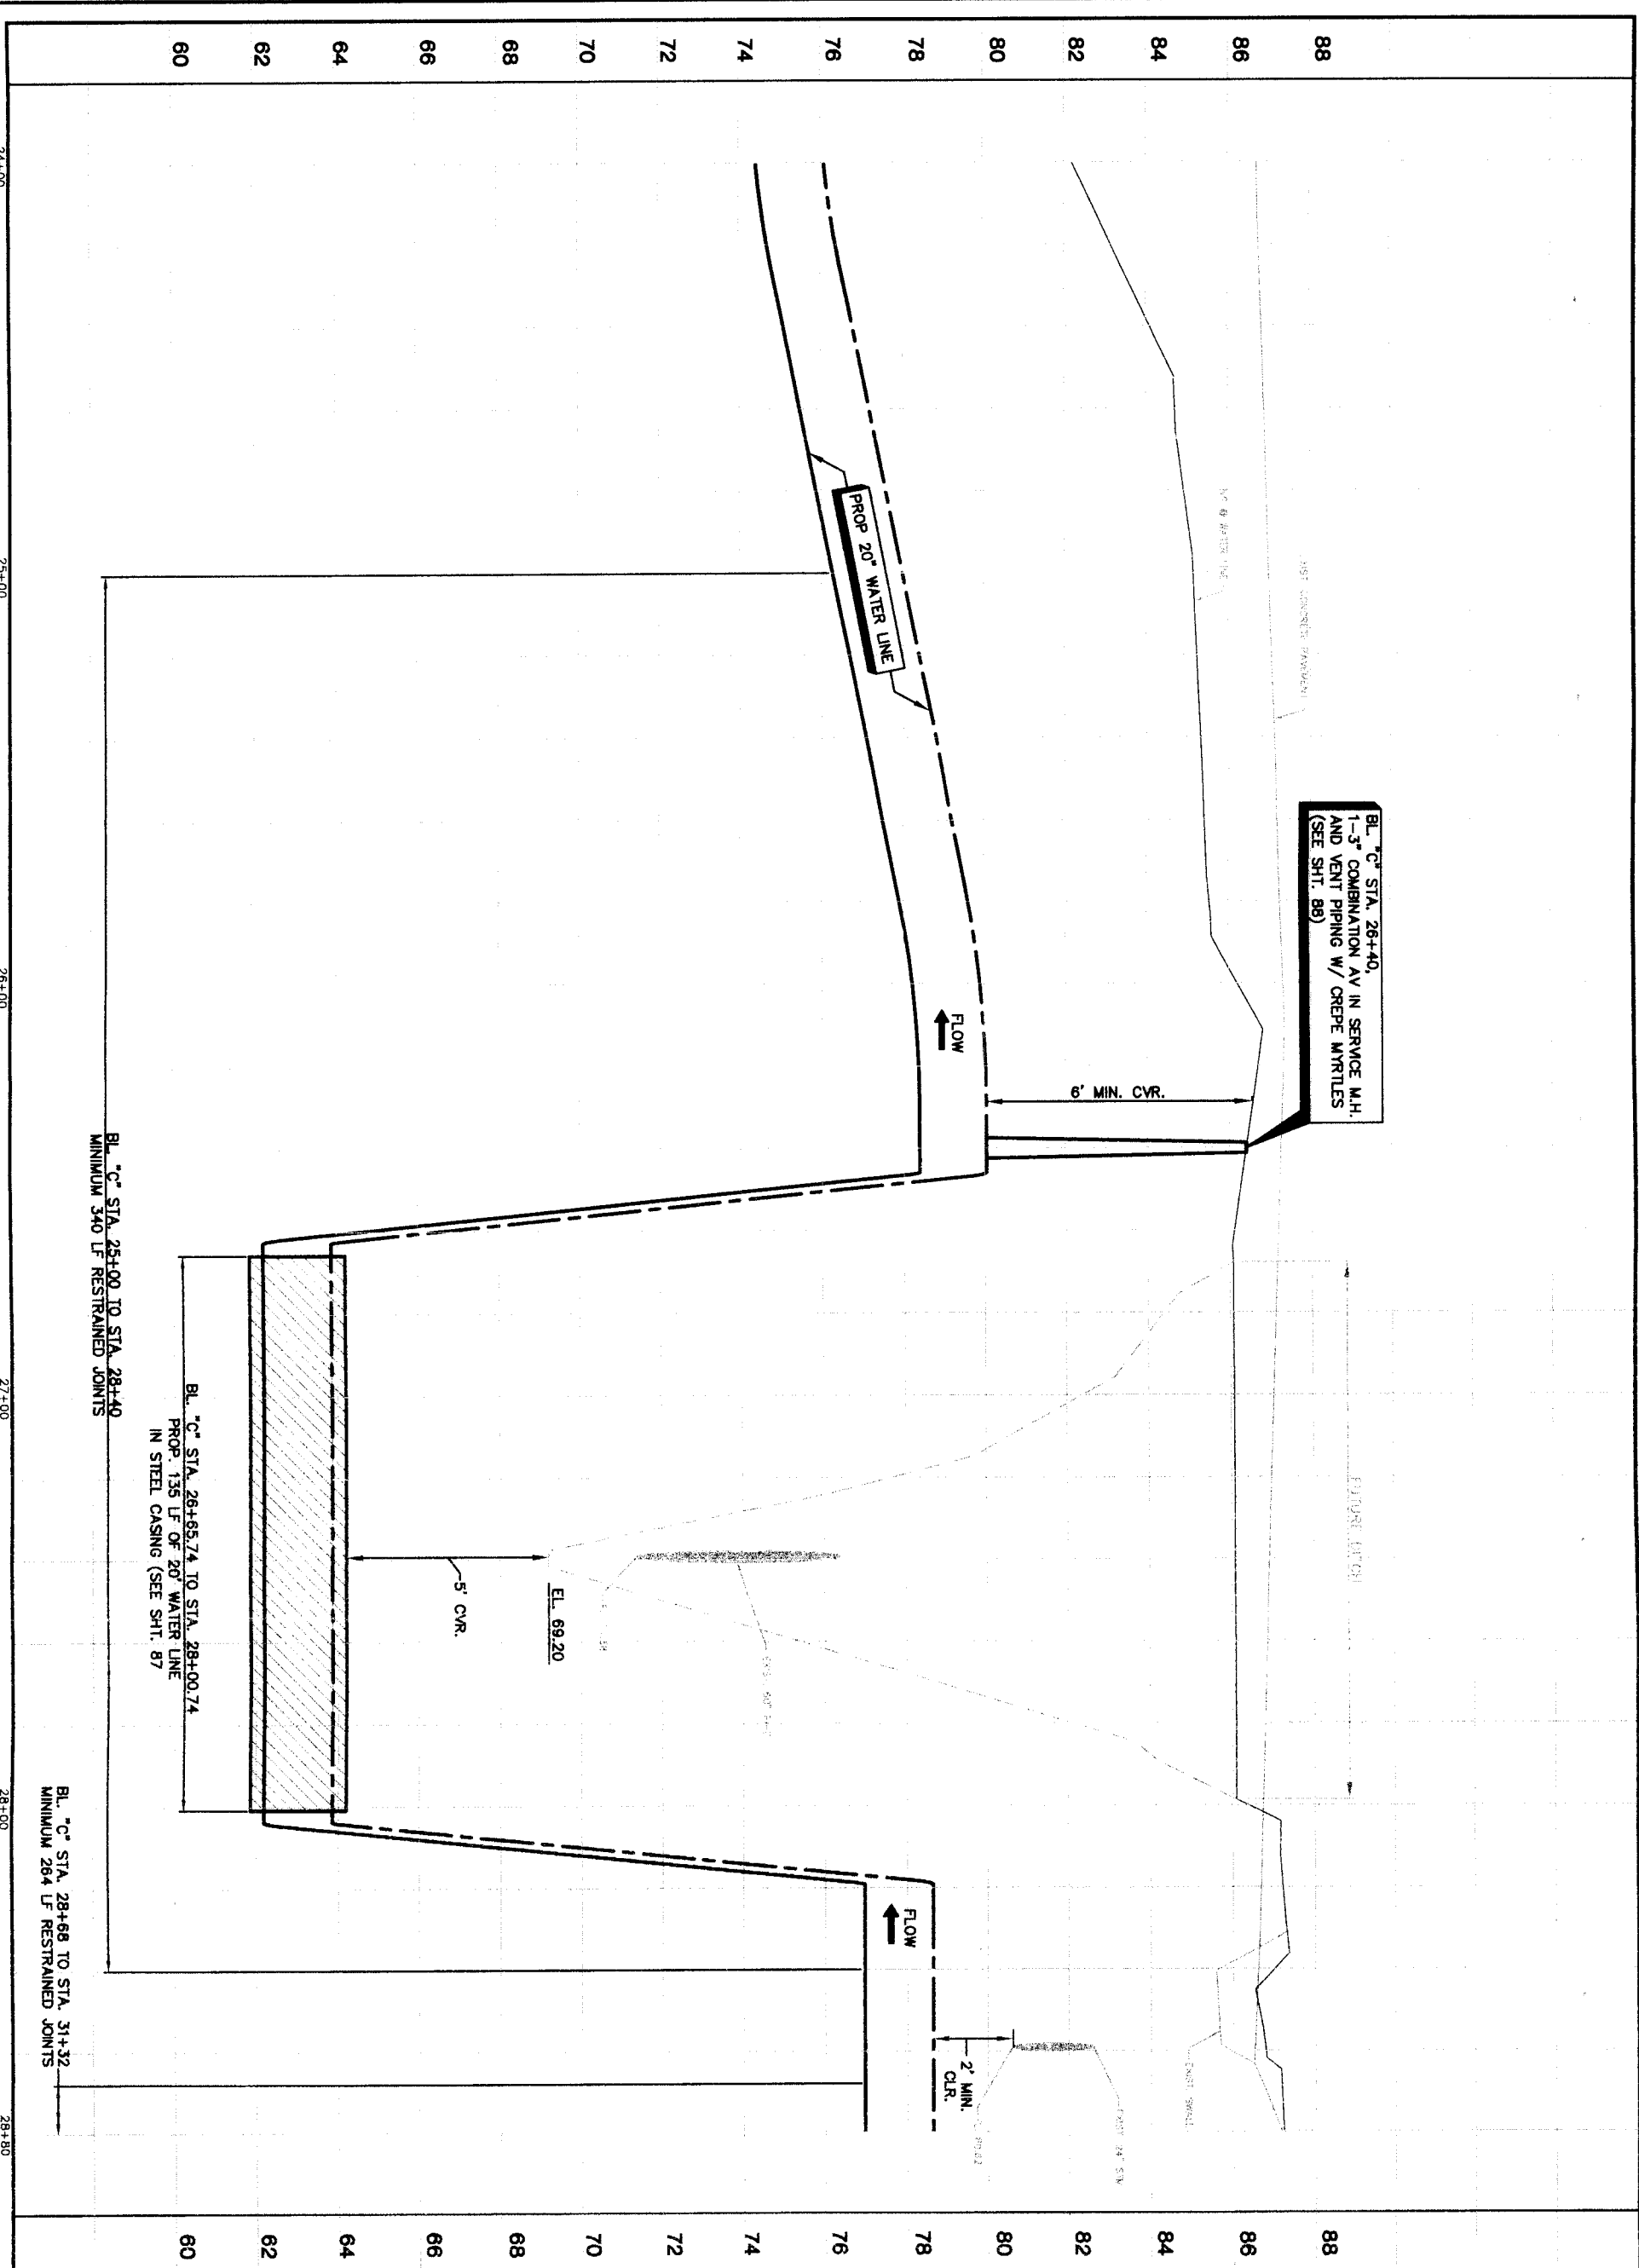 88
86
84
82
80
78
76
74
72
70
68
66
64
62
60
BL. "C" STA. 26+40,
1-3" COMBINATION AV IN SERVICE M.H.
AND VENT PIPING W/ CREPE MYRTLES
(SEE SHT. 88)
PROP 20" WATER LINE
FLOW
6' MIN. CVR.
FUTURE DITCH
EL. 69.20
5' CVR.
FLOW
2' MIN.
CLR.
BL. "C" STA. 26+65.74 TO STA. 28+00.74
PROP. 135 LF OF 20" WATER LINE
IN STEEL CASING (SEE SHT. 87
BL. "C" STA. 25+00 TO STA. 28+40
MINIMUM 340 LF RESTRAINED JOINTS
BL. "C" STA. 28+68 TO STA. 31+32
MINIMUM 264 LF RESTRAINED JOINTS
24+00
25+00
26+00
27+00
28+00
28+80
88
86
84
82
80
78
76
74
72
70
68
66
64
62
60